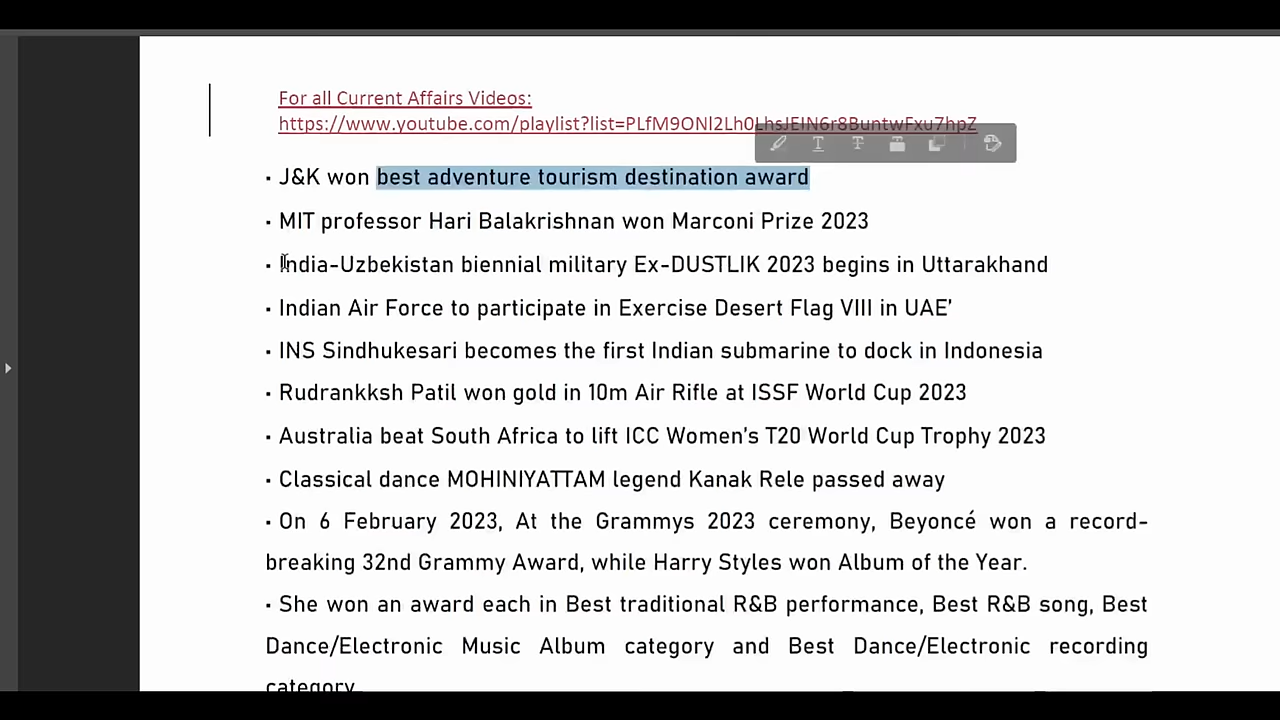 For all Current Affairs Videos:
https://www.youtube.com/playlist?list=PLfM9ONl2Lh0LhsJEIN6r8BuntwFxu7hpZ
▪ J&K won best adventure tourism destination award
▪ MIT professor Hari Balakrishnan won Marconi Prize 2023
▪ India-Uzbekistan biennial military Ex-DUSTLIK 2023 begins in Uttarakhand
▪ Indian Air Force to participate in Exercise Desert Flag VIII in UAE’
▪ INS Sindhukesari becomes the first Indian submarine to dock in Indonesia
▪ Rudrankksh Patil won gold in 10m Air Rifle at ISSF World Cup 2023
▪ Australia beat South Africa to lift ICC Women’s T20 World Cup Trophy 2023
▪ Classical dance MOHINIYATTAM legend Kanak Rele passed away
▪ On 6 February 2023, At the Grammys 2023 ceremony, Beyoncé won a record-
breaking 32nd Grammy Award, while Harry Styles won Album of the Year.
▪ She won an award each in Best traditional R&B performance, Best R&B song, Best
Dance/Electronic Music Album category and Best Dance/Electronic recording
category.